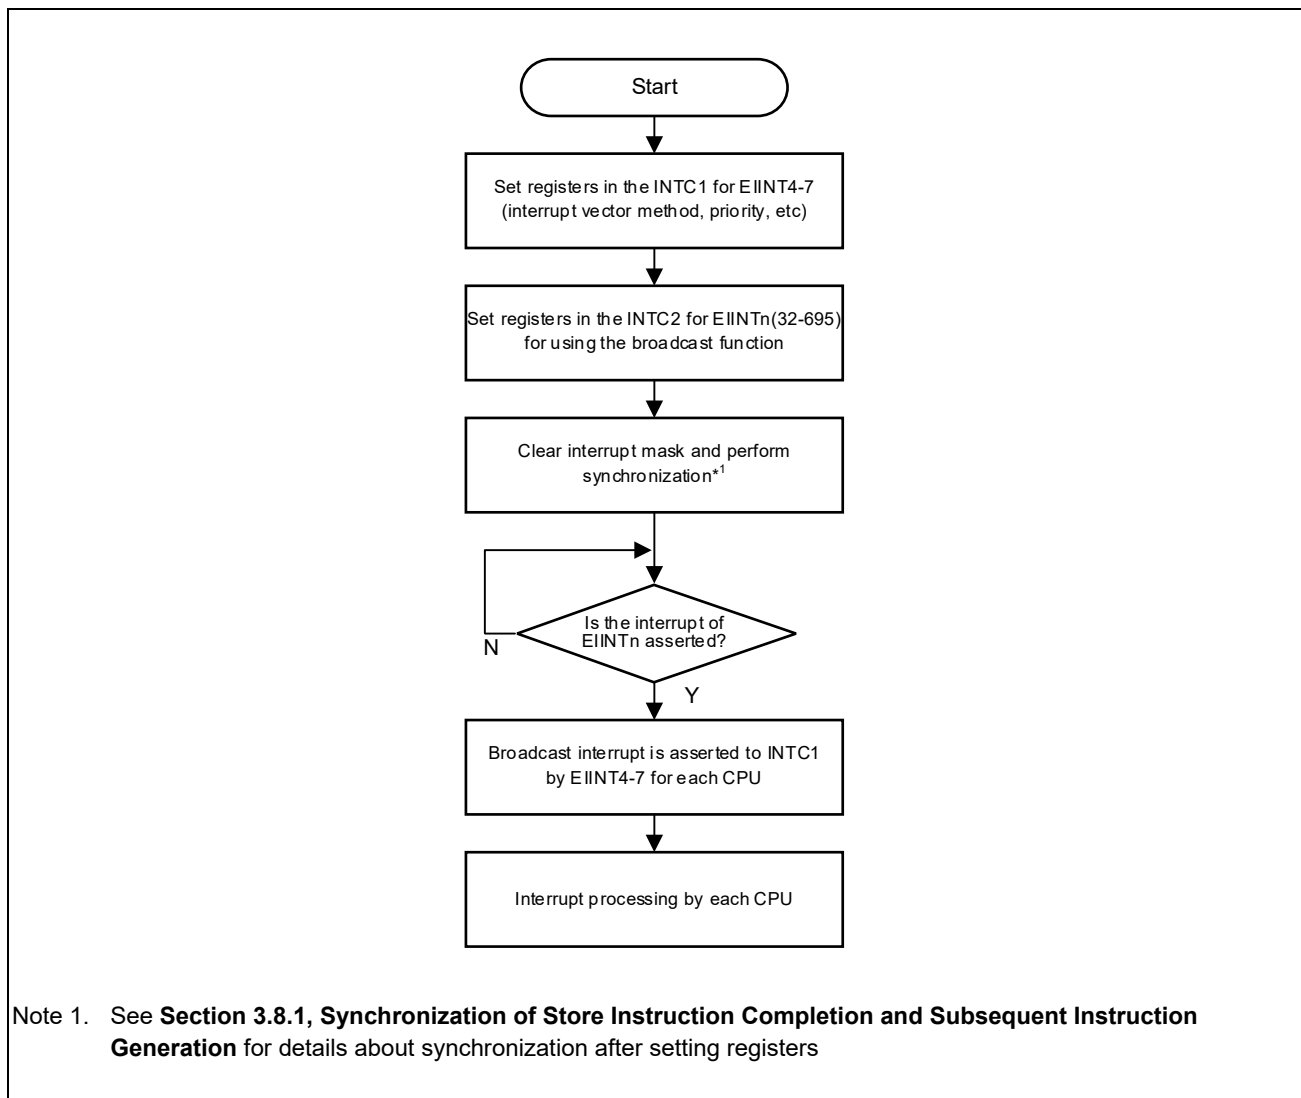 Start
Set registers in the INTC1 for EIINT4-7
(interrupt vector method, priority, etc)
Set registers in the INTC2 for EIINTn(32-695)
for using the broadcast function
Clear interrupt mask and perform
synchronization*1
Is the interrupt of
EIINTn asserted?
N
Y
Broadcast interrupt is asserted to INTC1
by EIINT4-7 for each CPU
Interrupt processing by each CPU
Note 1. See Section 3.8.1, Synchronization of Store Instruction Completion and Subsequent Instruction
Generation for details about synchronization after setting registers